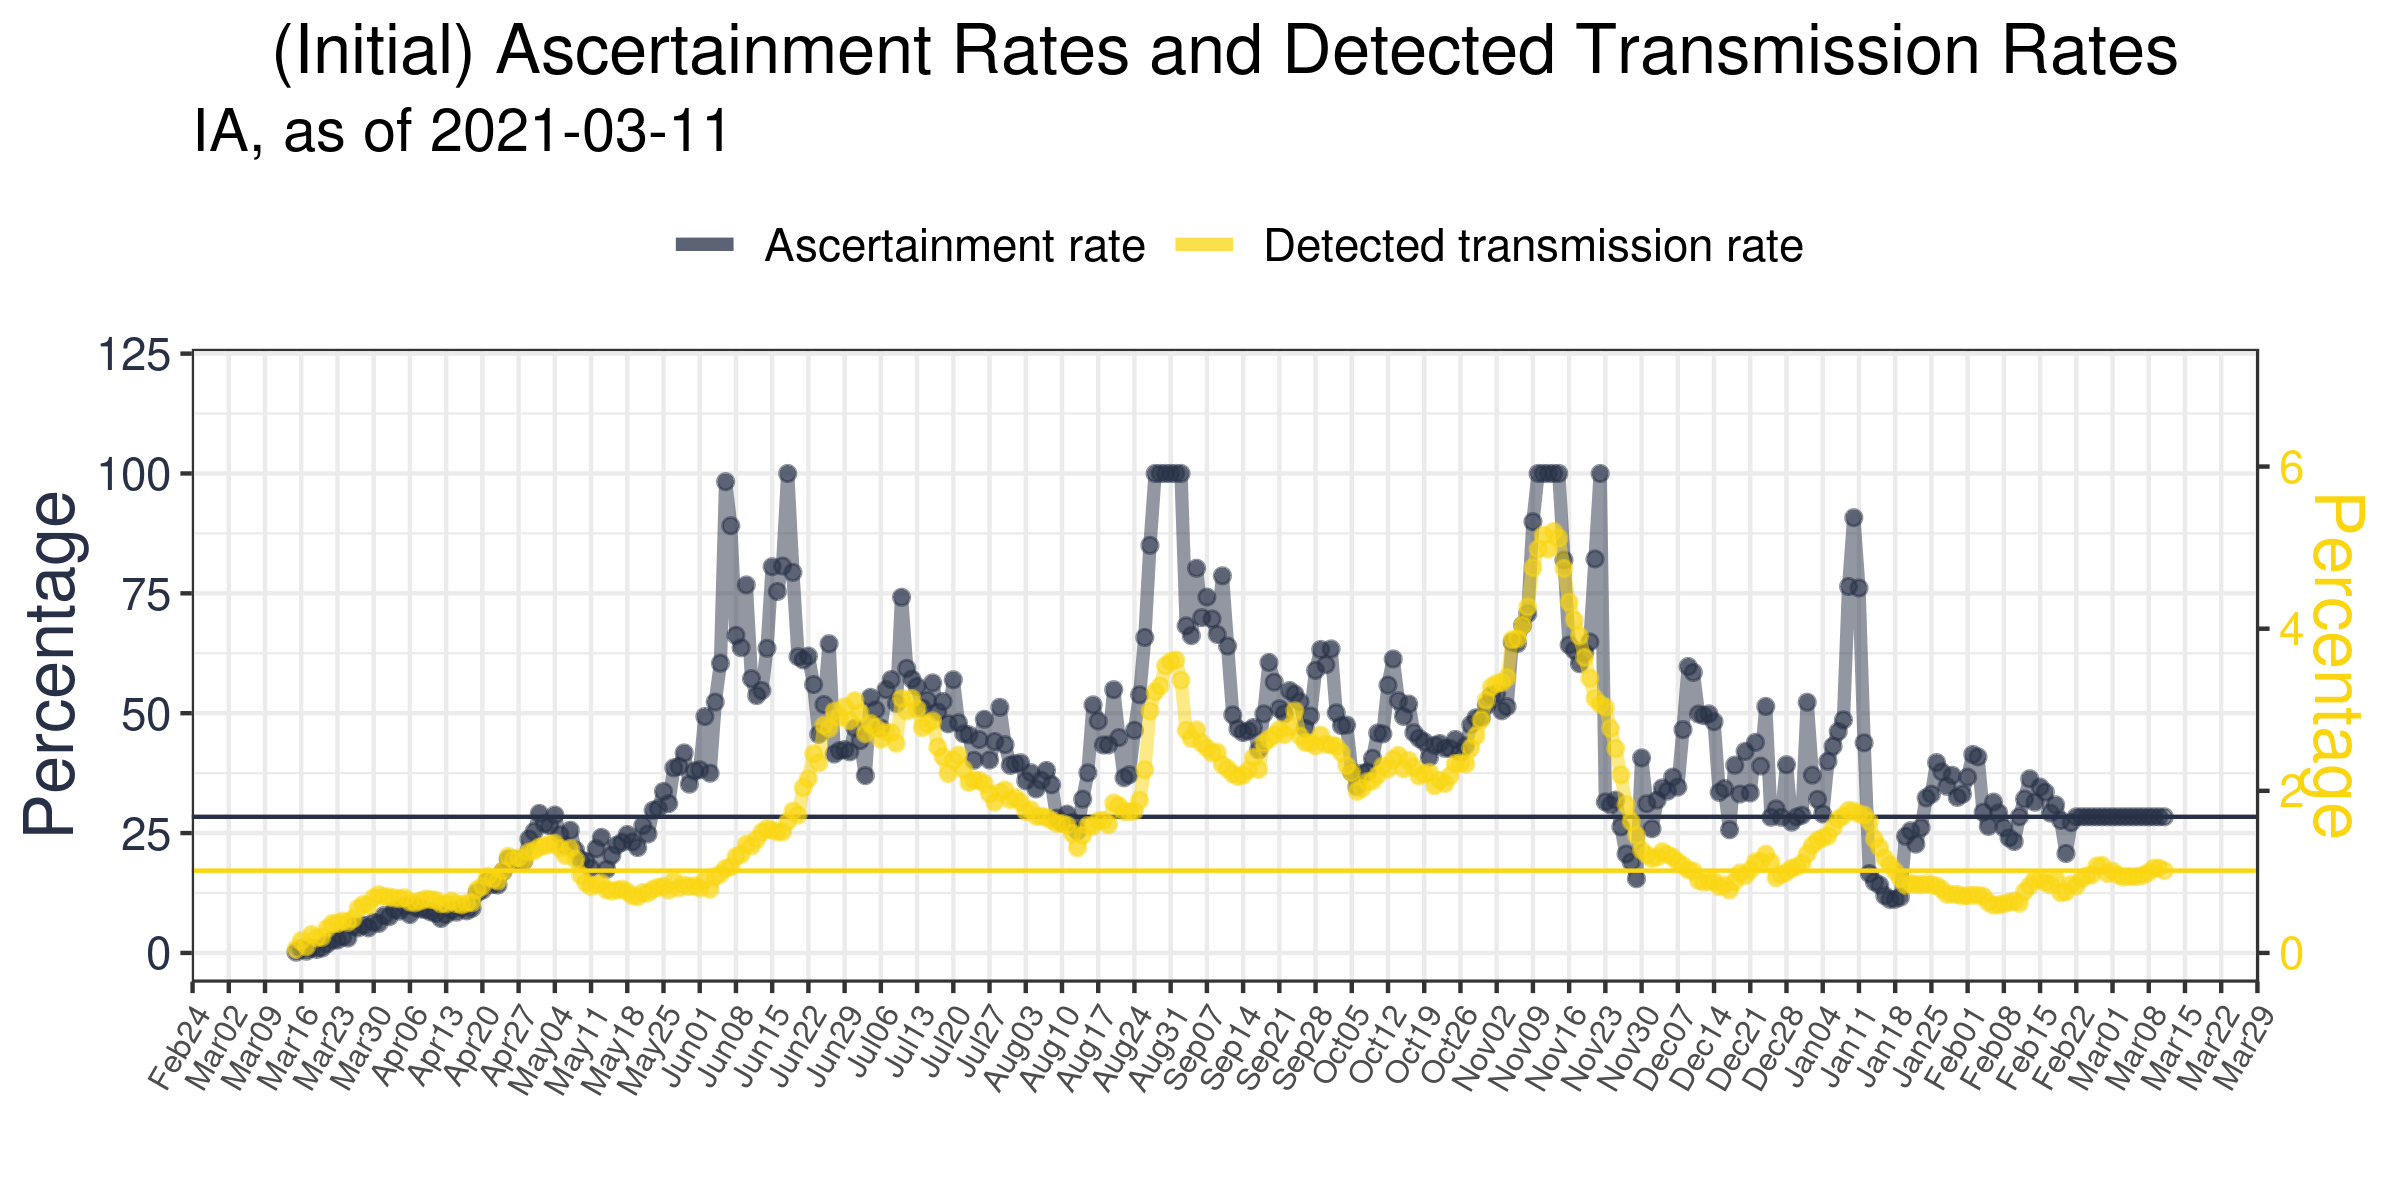 (Initial) Ascertainment Rates and Detected Transmission Rates
IA, as of 2021-03-11
Ascertainment rate Detected transmission rate
Percentage
125
100
75
50
25
0
6
4
2
0
Percentage
Feb24 Mar02 Mar09 Mar16 Mar23 Mar30 Apr06 Apr13 Apr20 Apr27 May04 May11 May18 May25 Jun01 Jun08 Jun15 Jun22 Jun29 Jul06 Jul13 Jul20 Jul27 Aug03 Aug10 Aug17 Aug24 Aug31 Sep07 Sep14 Sep21 Sep28 Oct05 Oct12 Oct19 Oct26 Nov02 Nov09 Nov16 Nov23 Nov30 Dec07 Dec14 Dec21 Dec28 Jan04 Jan11 Jan18 Jan25 Feb01 Feb08 Feb15 Feb22 Mar01 Mar08 Mar15 Mar22 Mar29